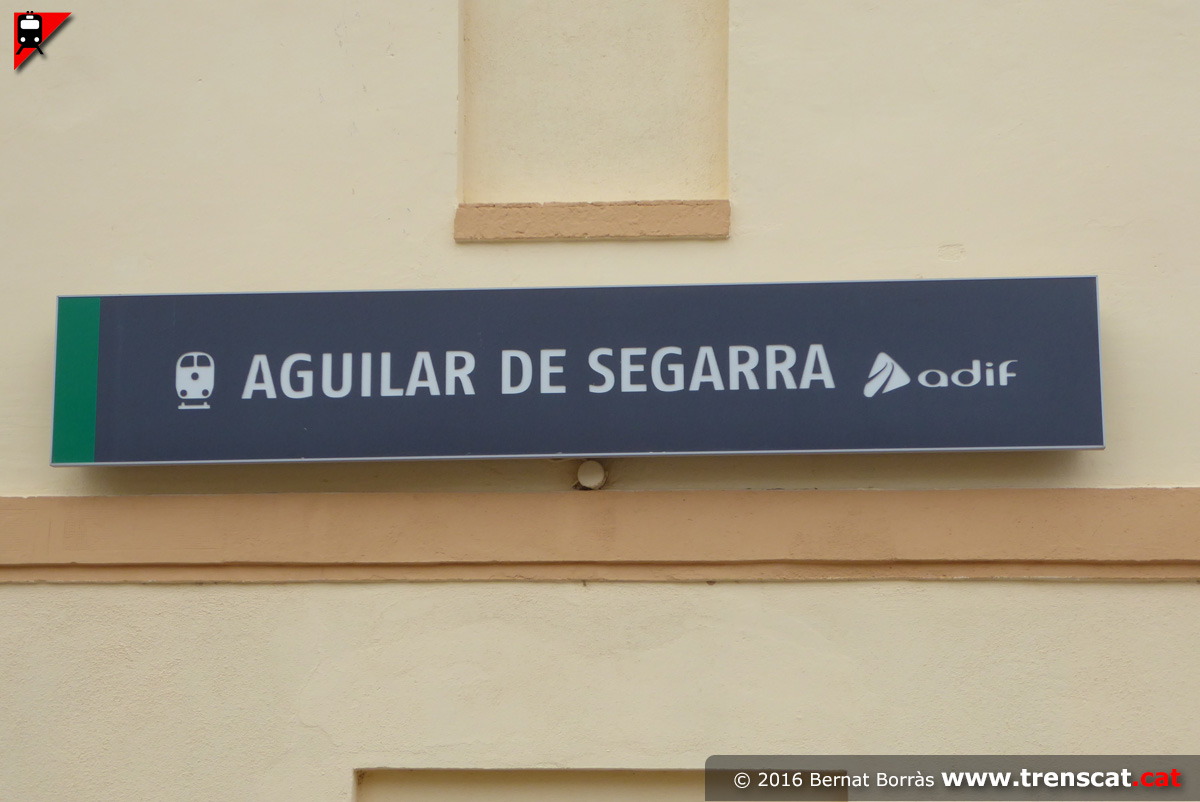 AGUILAR DE SEGARRA adif
© 2016 Bernat Borràs www.trenscat.cat